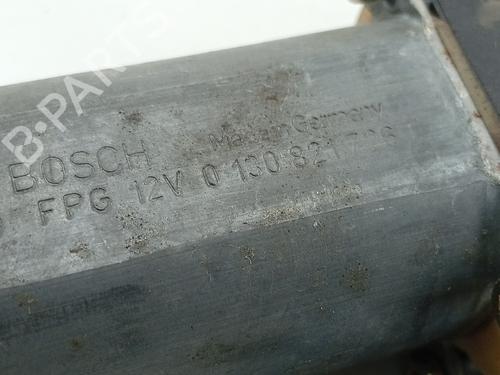 B-PARTS
BOSCH Made in Germany
FPG 12V 0 130 821